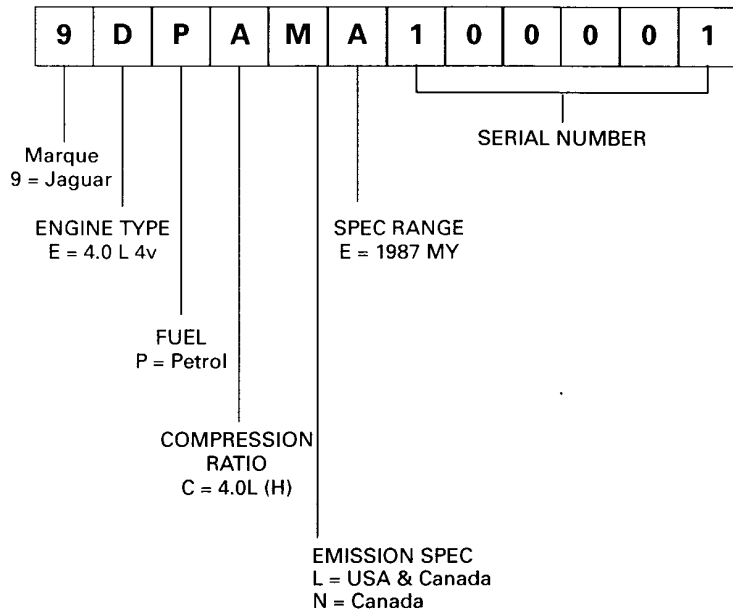 9 D P A M A 1 0 0 0 0 1
SERIAL NUMBER
Marque
9 = Jaguar
ENGINE TYPE
E = 4.0 L 4v
SPEC RANGE
E = 1987 MY
FUEL
P = Petrol
COMPRESSION
RATIO
C = 4.0L (H)
EMISSION SPEC
L = USA & Canada
N = Canada